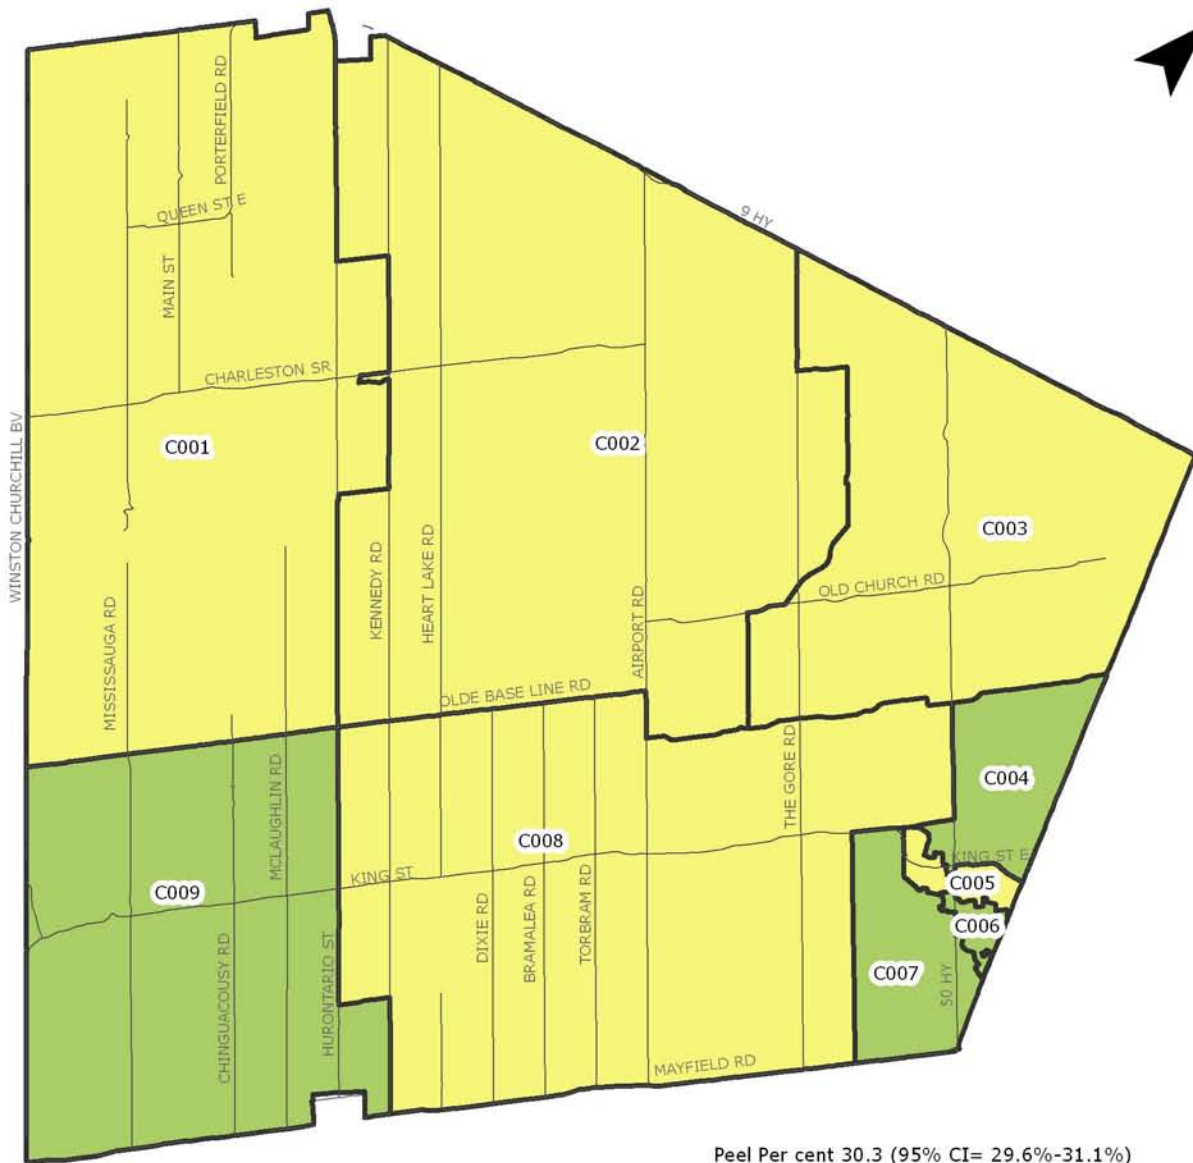 PORTERFIELD RD
QUEEN ST E
MAIN ST
9 HY
CHARLESTON SR
WINSTON CHURCHILL BV
C001
C002
C003
KENNEDY RD
HEART LAKE RD
AIRPORT RD
OLD CHURCH RD
MISSISSAUGA RD
OLDE BASE LINE RD
MCLAUGHLIN RD
THE GORE RD
C004
C008
KING ST E
C009
KING ST
C005
DIXIE RD
BRAMALEA RD
TORBRAM RD
C006
CHINGUACOUSY RD
HURONTARIO ST
C007
50 HY
MAYFIELD RD
Peel Per cent 30.3 (95% CI= 29.6%-31.1%)